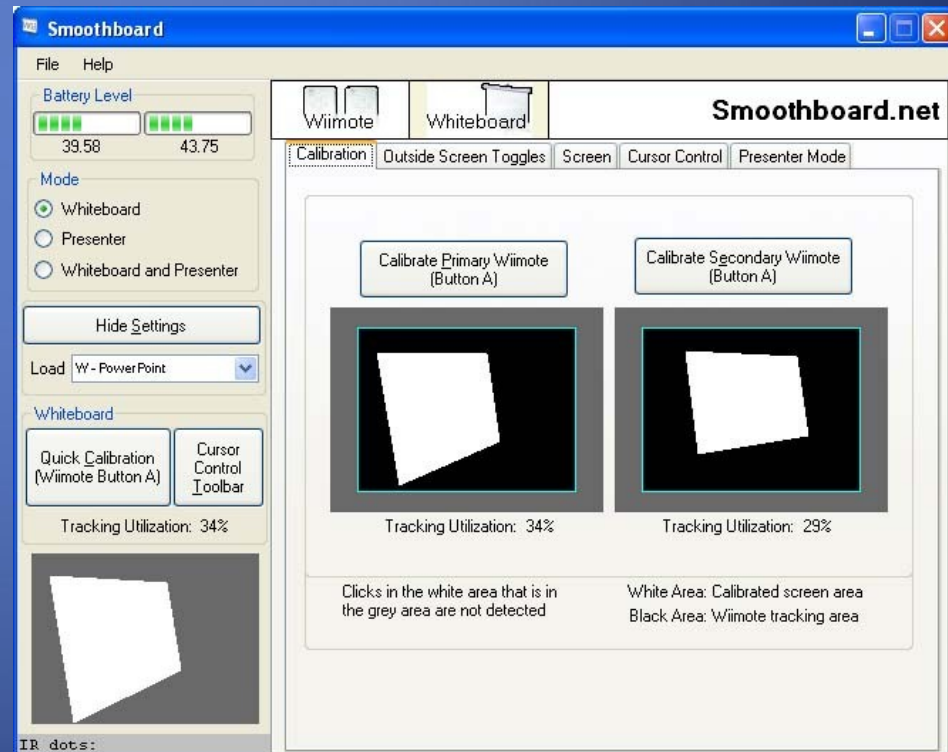 Smoothboard
File Help
Battery Level
39.58 43.75
Mode
Whiteboard
Presenter
Whiteboard and Presenter
Hide Settings
Load W - PowerPoint
Whiteboard
Quick Calibration
(Wiimote Button A)
Cursor
Control
Toolbar
Tracking Utilization: 34%
IR dots:
Wiimote
Whiteboard
Smoothboard.net
Calibration Outside Screen Toggles Screen Cursor Control Presenter Mode
Calibrate Primary Wiimote
(Button A)
Calibrate Secondary Wiimote
(Button A)
Tracking Utilization: 34%
Tracking Utilization: 29%
Clicks in the white area that is in
the grey area are not detected
White Area: Calibrated screen area
Black Area: Wiimote tracking area